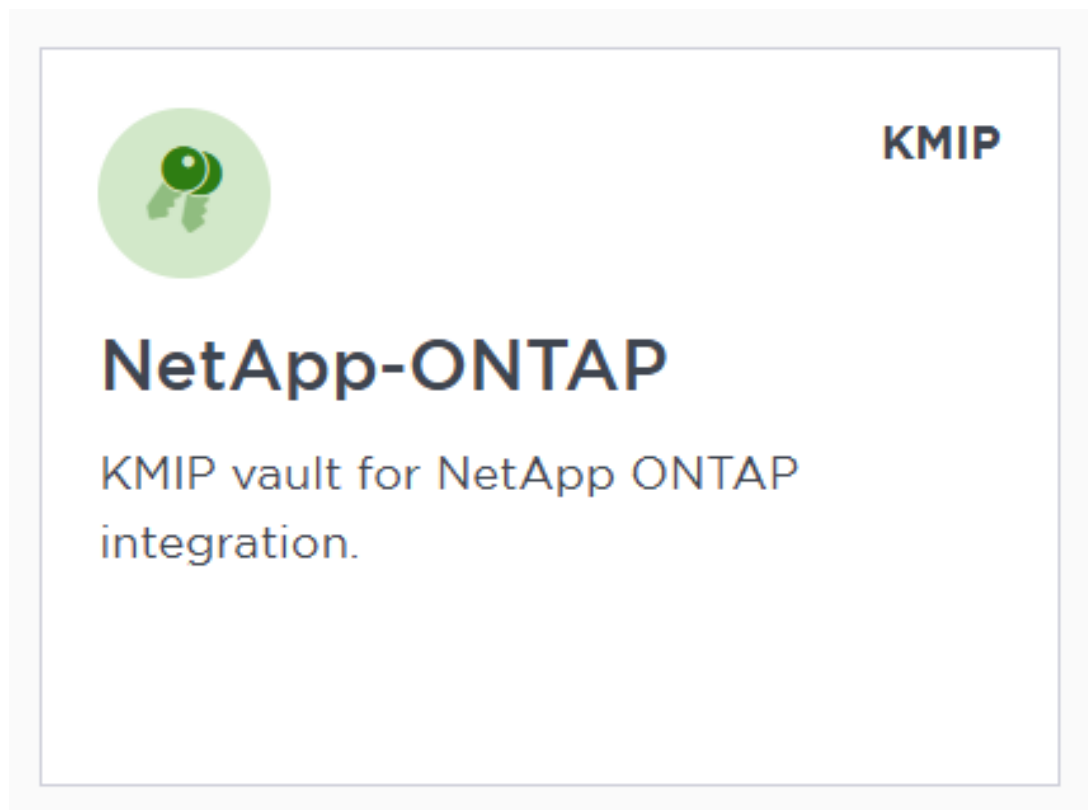 KMIP
NetApp-ONTAP
KMIP vault for NetApp ONTAP
integration.